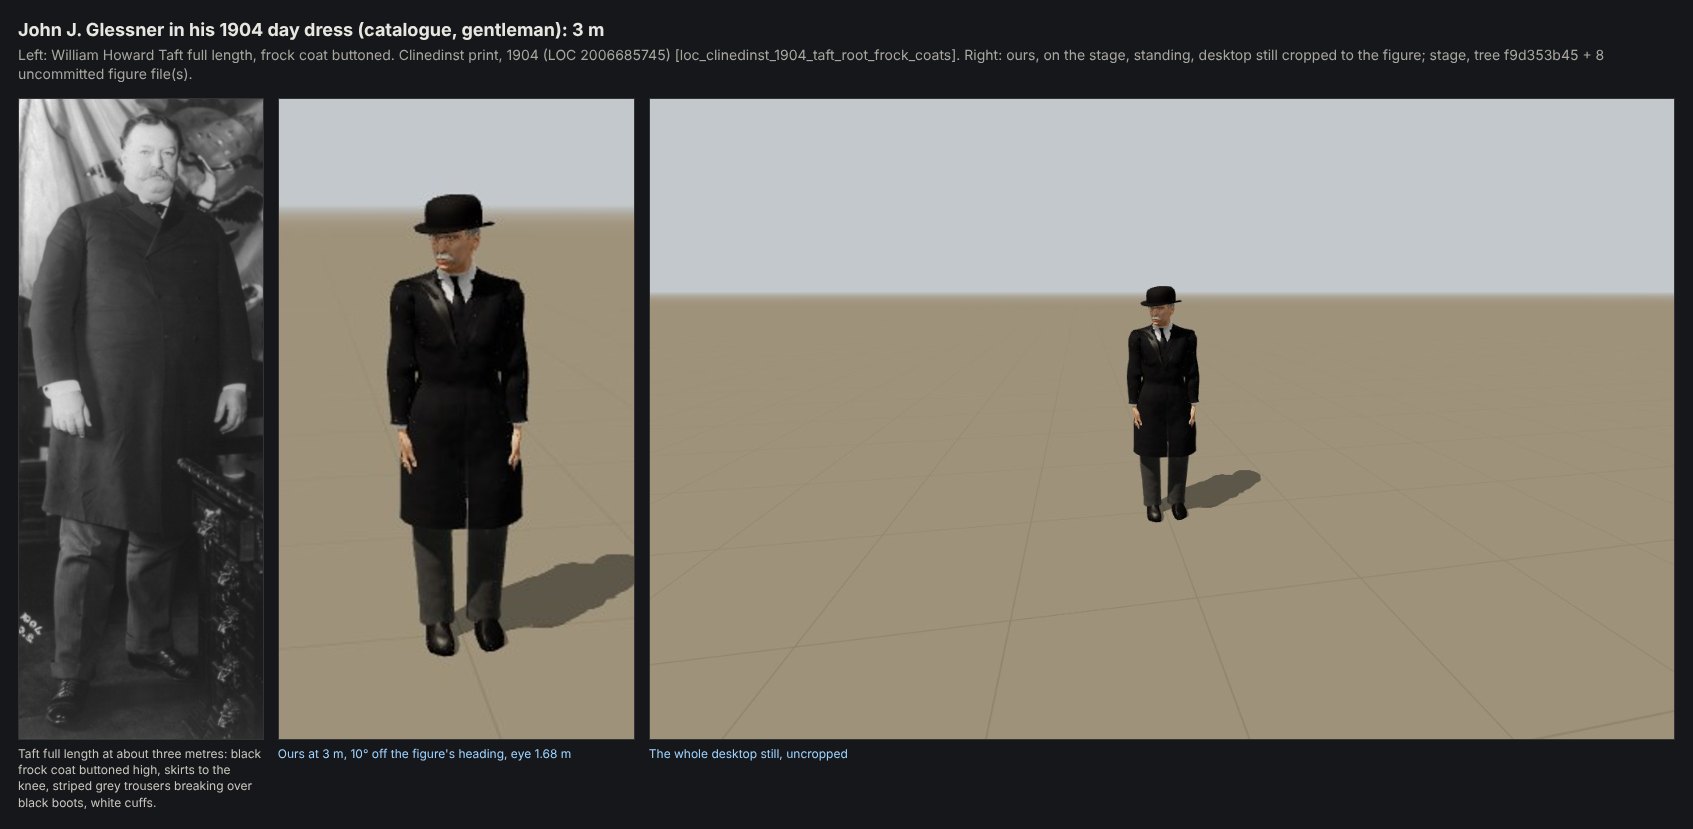 John J. Glessner in his 1904 day dress (catalogue, gentleman): 3 m
Left: William Howard Taft full length, frock coat buttoned. Clinedinst print, 1904 (LOC 2006685745) [loc_clinedinst_1904_taft_root_frock_coats]. Right: ours, on the stage, standing, desktop still cropped to the figure; stage, tree f9d353b45 + 8
uncommitted figure file(s).
Taft full length at about three metres: black
frock coat buttoned high, skirts to the
knee, striped grey trousers breaking over
black boots, white cuffs.
Ours at 3 m, 10° off the figure's heading, eye 1.68 m
The whole desktop still, uncropped